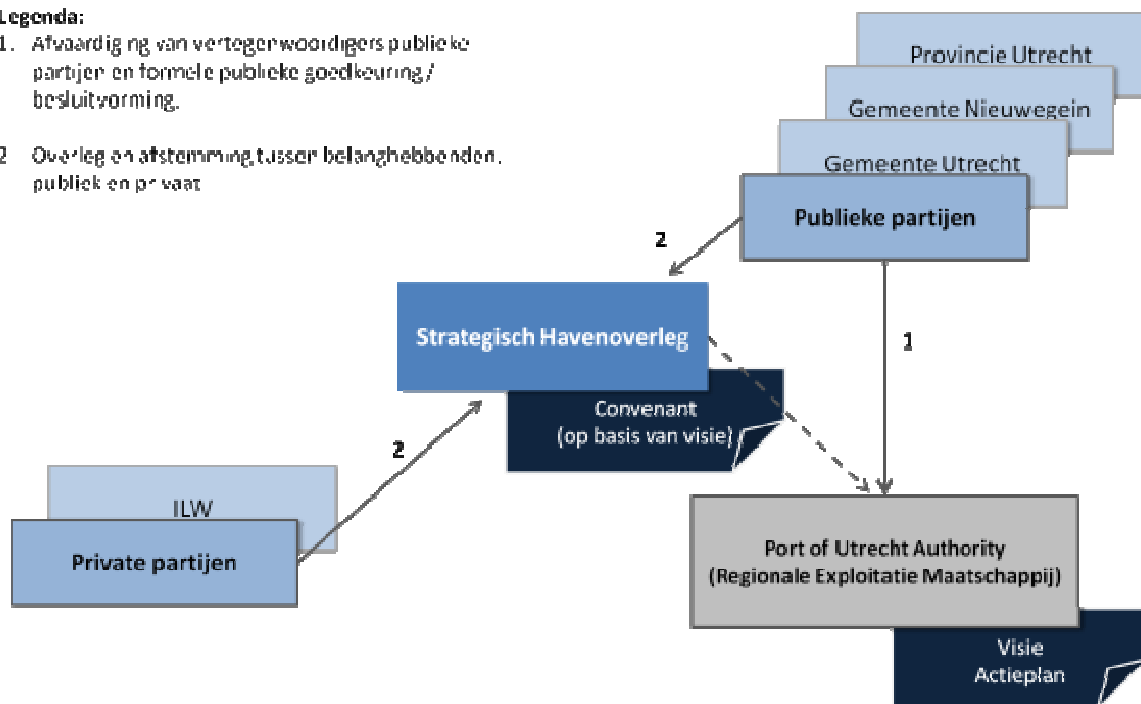 Legenda:
1. Afvaardiging van vertegenwoordigers publieke
partijen en formele publieke goedkeuring /
besluitvorming.
2 Overleg en afstemming tussen belanghebbenden,
publiek en privaat
Provincie Utrecht
Gemeente Nieuwegein
Gemeente Utrecht
Publieke partijen
2
Strategisch Havenoverleg
1
Convenant
(op basis van visie)
2
ILW
Private partijen
Port of Utrecht Authority
(Regionale Exploitatie Maatschappij)
Visie
Actieplan